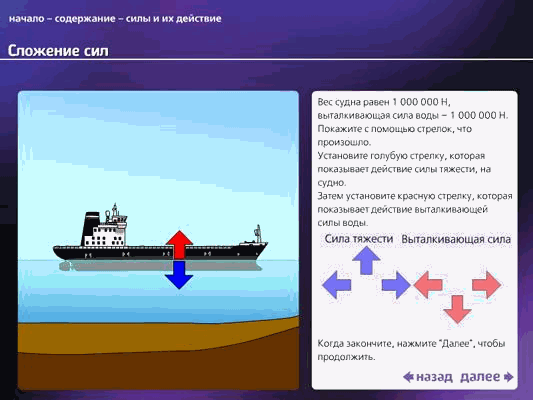 начало – содержание – силы и их действие
Сложение сил
Вес судна равен 1 000 000 Н,
выталкивающая сила воды – 1 000 000 Н.
Покажите с помощью стрелок, что
произошло.
Установите голубую стрелку, которая
показывает действие силы тяжести, на
судно.
Затем установите красную стрелку, которая
показывает действие выталкивающей
силы воды.
Сила тяжести Выталкивающая сила
Когда закончите, нажмите "Далее", чтобы
продолжить.
назад далее